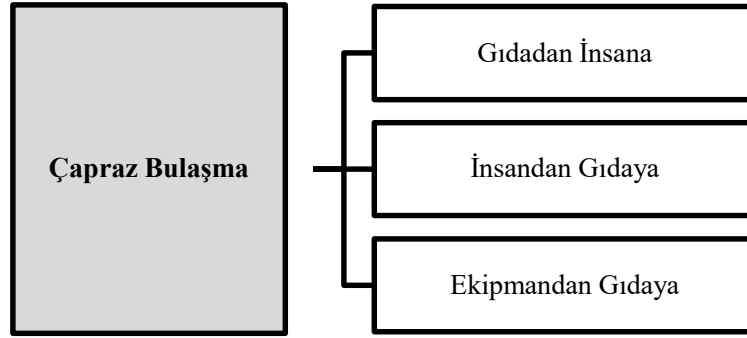 Çapraz Bulaşma
Gıdadan İnsana
İnsandan Gıdaya
Ekipmandan Gıdaya